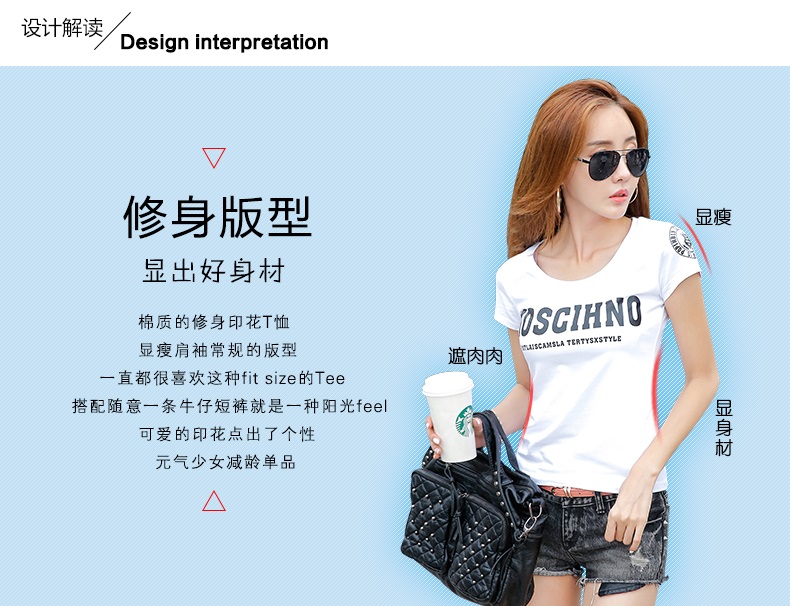 设计解读
Design interpretation
修身版型
显出好身材
棉质的修身印花T恤
显瘦肩袖常规的版型
一直都很喜欢这种fit size的Tee
搭配随意一条牛仔短裤就是一种阳光feel
可爱的印花点出了个性
元气少女减龄单品
显瘦
OSCIHNO
TERTYSXSTYLE
遮肉肉
显身材